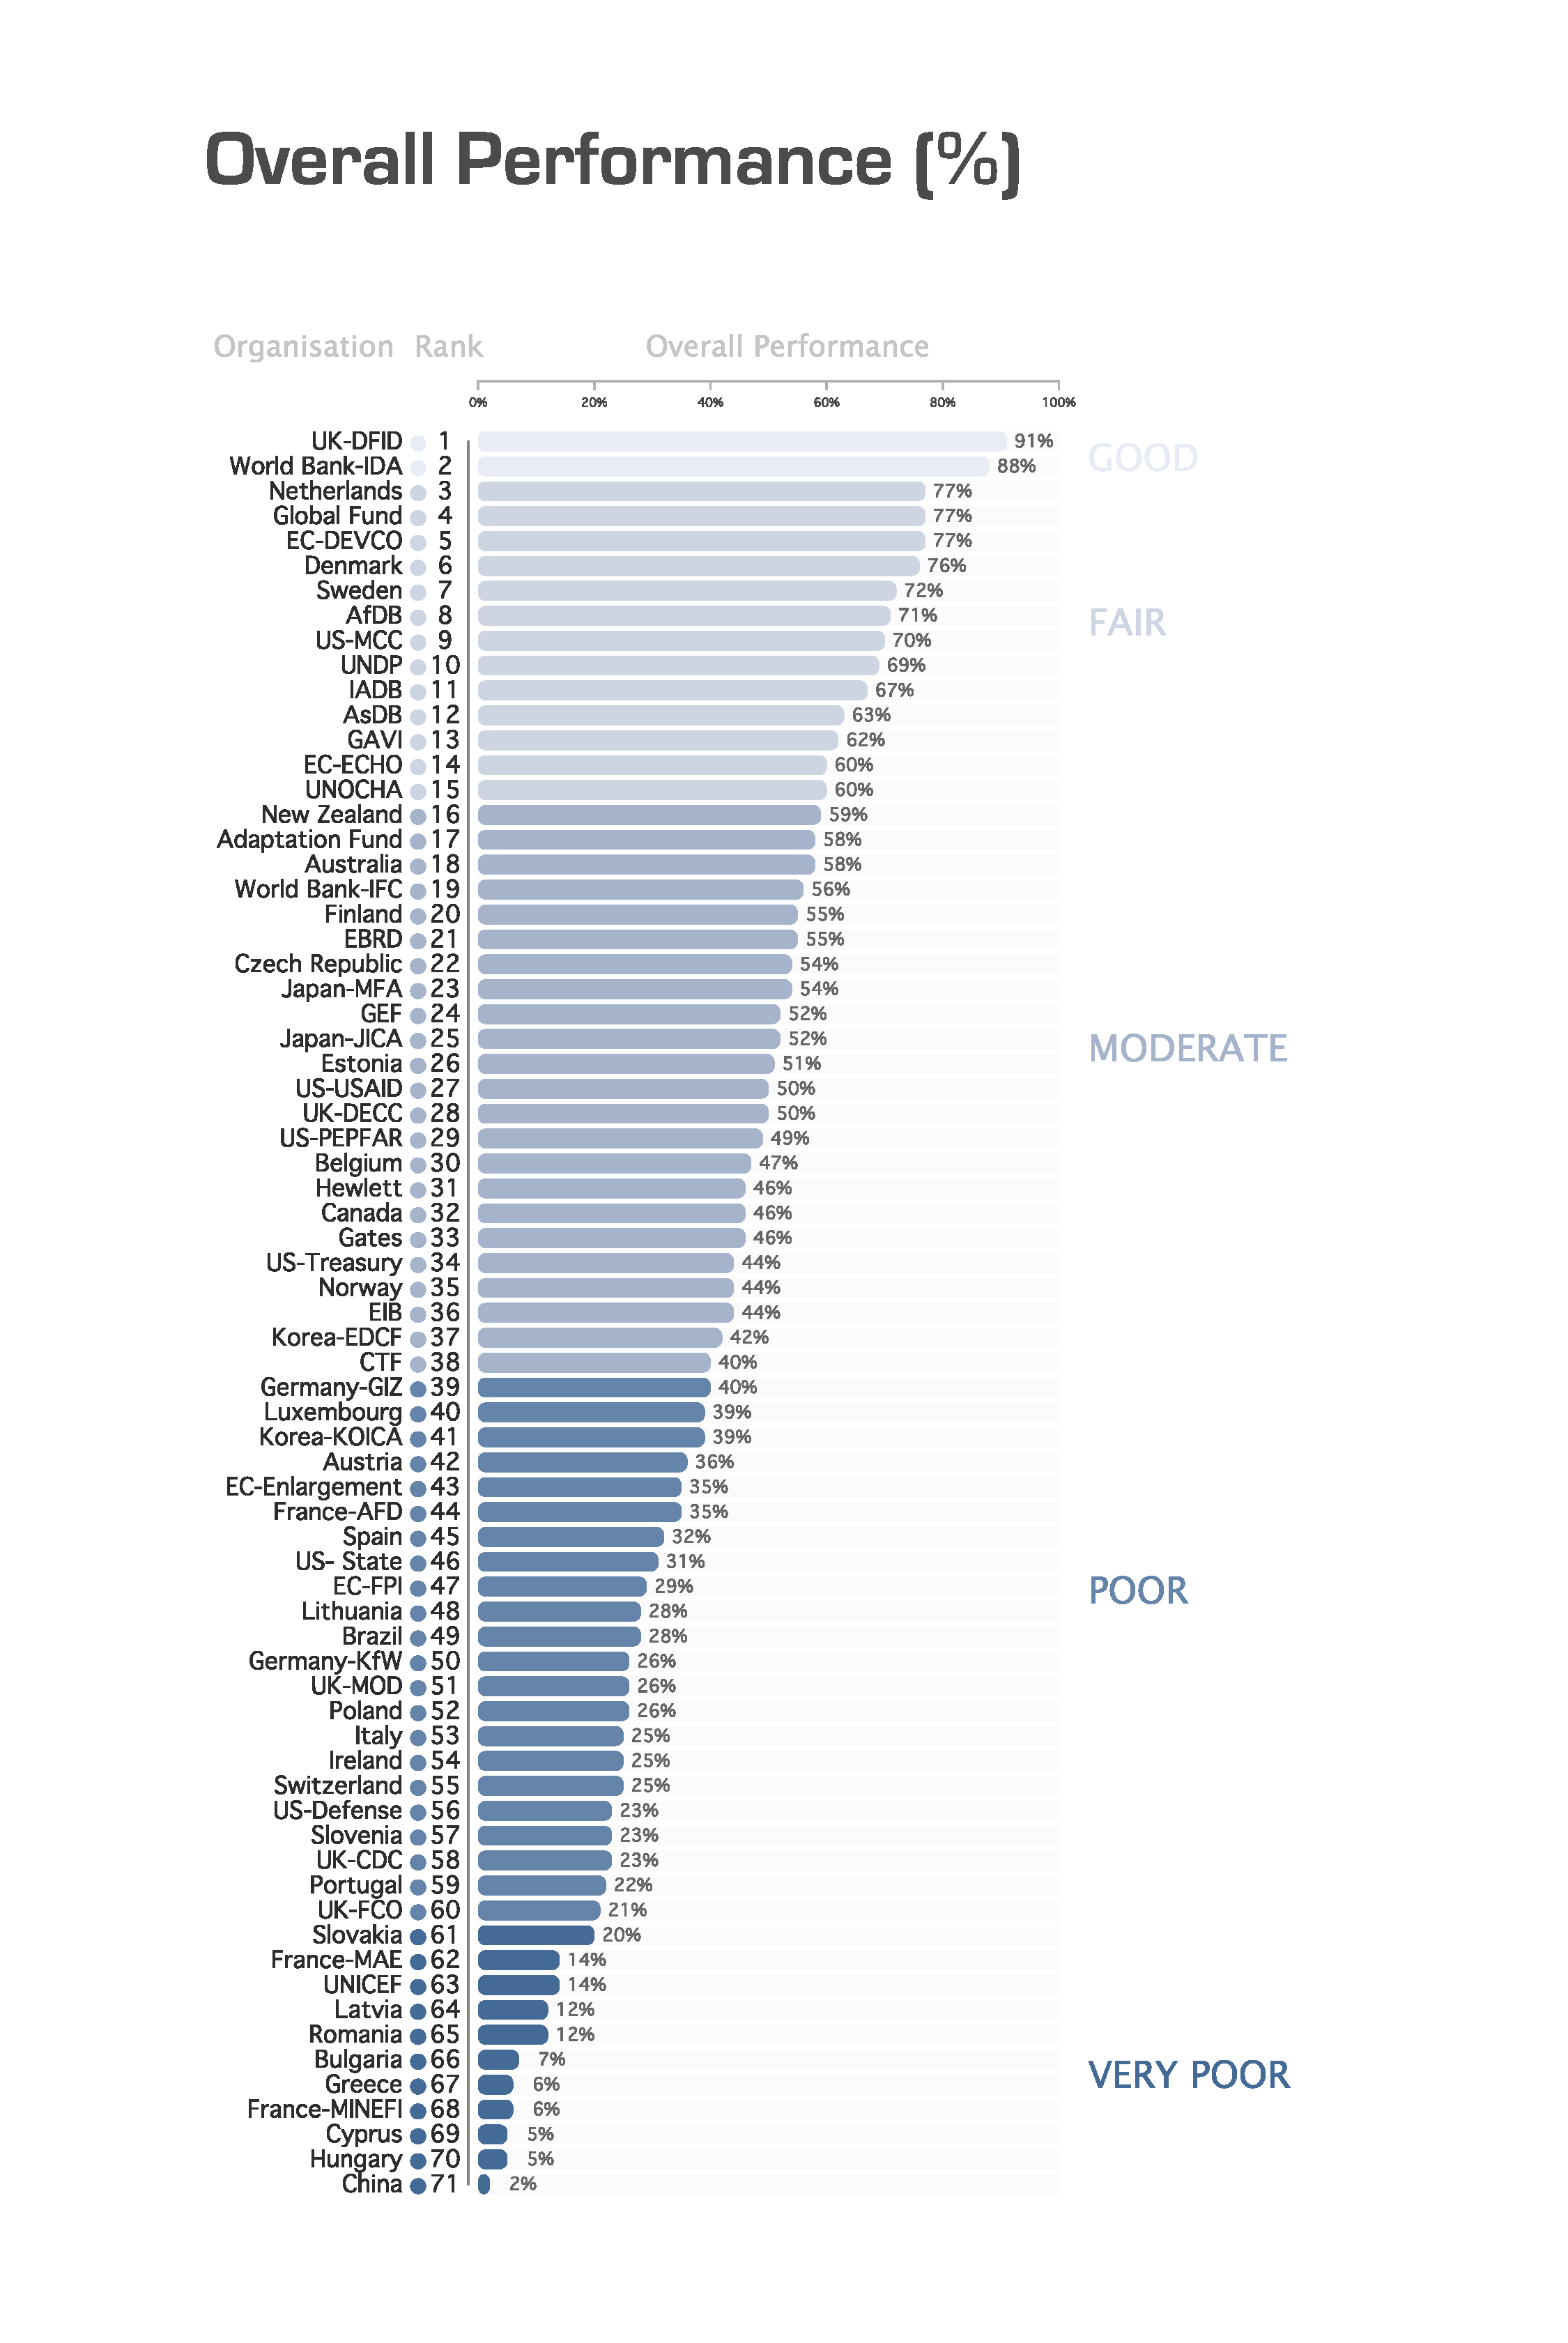 Overall Performance (%)
Organisation Rank Overall Performance
0% 20% 40% 60% 80% 100%
UK-DFID 1 91%
GOOD
World Bank-IDA 2 88%
Netherlands 3 77%
Global Fund 4 77%
EC-DEVCO 5 77%
Denmark 6 76%
Sweden 7 72%
AfDB 8 71%
FAIR
US-MCC 9 70%
UNDP 10 69%
IADB 11 67%
AsDB 12 63%
GAVI 13 62%
EC-ECHO 14 60%
UNOCHA 15 60%
New Zealand 16 59%
Adaptation Fund 17 58%
Australia 18 58%
World Bank-IFC 19 56%
Finland 20 55%
EBRD 21 55%
Czech Republic 22 54%
Japan-MFA 23 54%
GEF 24 52%
Japan-JICA 25 52%
MODERATE
Estonia 26 51%
US-USAID 27 50%
UK-DECC 28 50%
US-PEPFAR 29 49%
Belgium 30 47%
Hewlett 31 46%
Canada 32 46%
Gates 33 46%
US-Treasury 34 44%
Norway 35 44%
EIB 36 44%
Korea-EDCF 37 42%
CTF 38 40%
Germany-GIZ 39 40%
Luxembourg 40 39%
Korea-KOICA 41 39%
Austria 42 36%
EC-Enlargement 43 35%
France-AFD 44 35%
Spain 45 32%
US- State 46 31%
EC-FPI 47 29%
POOR
Lithuania 48 28%
Brazil 49 28%
Germany-KfW 50 26%
UK-MOD 51 26%
Poland 52 26%
Italy 53 25%
Ireland 54 25%
Switzerland 55 25%
US-Defense 56 23%
Slovenia 57 23%
UK-CDC 58 23%
Portugal 59 22%
UK-FCO 60 21%
Slovakia 61 20%
France-MAE 62 14%
UNICEF 63 14%
Latvia 64 12%
Romania 65 12%
Bulgaria 66 7%
VERY POOR
Greece 67 6%
France-MINEFI 68 6%
Cyprus 69 5%
Hungary 70 5%
China 71 2%